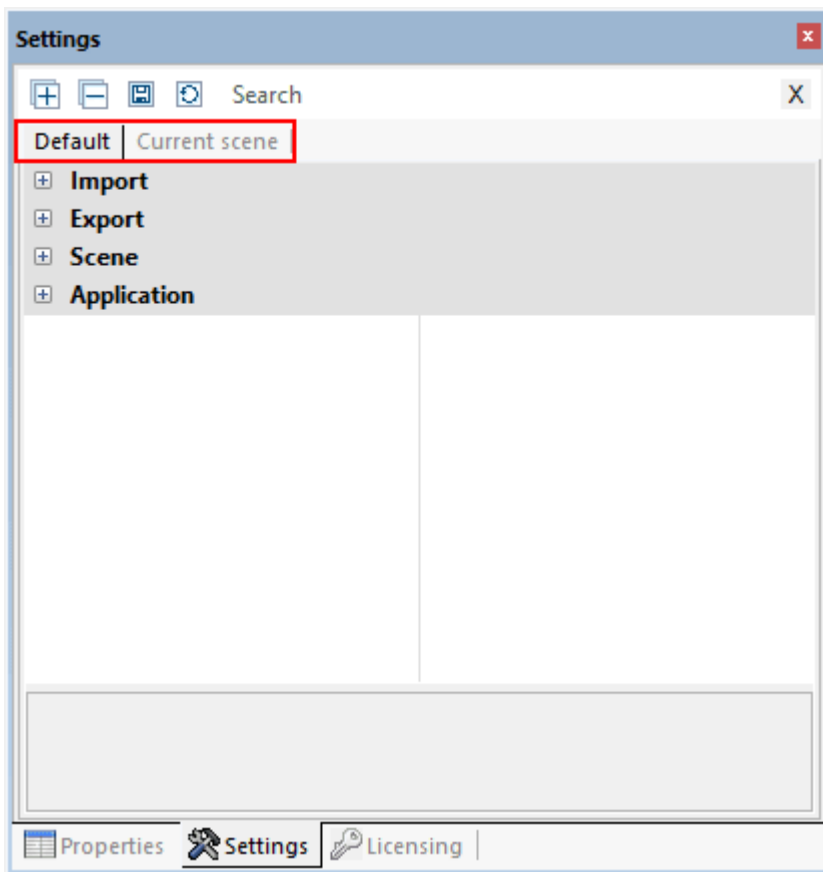 Settings
Search X
Default Current scene
Import
Export
Scene
Application
Properties Settings Licensing